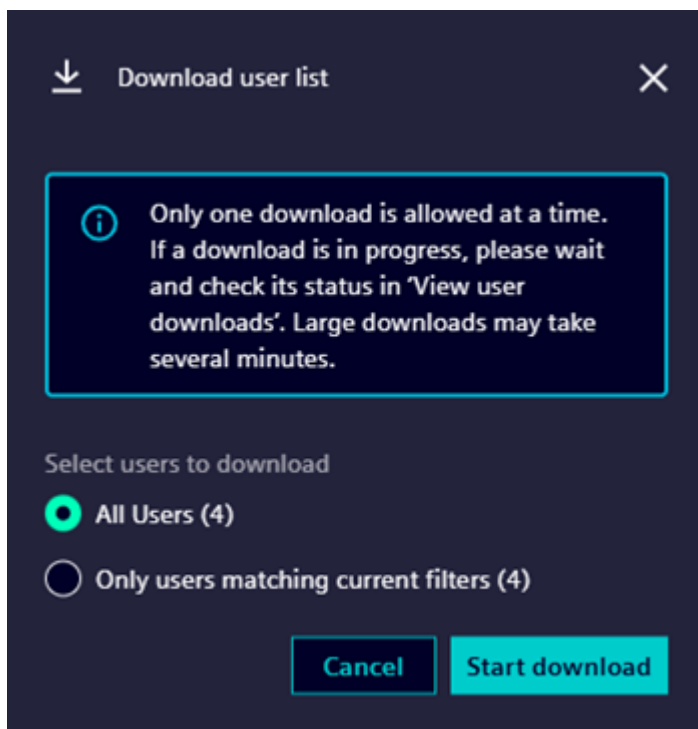 Download user list
Only one download is allowed at a time.
If a download is in progress, please wait
and check its status in ‘View user
downloads’. Large downloads may take
several minutes.
Select users to download
All Users (4)
Only users matching current filters (4)
Cancel
Start download